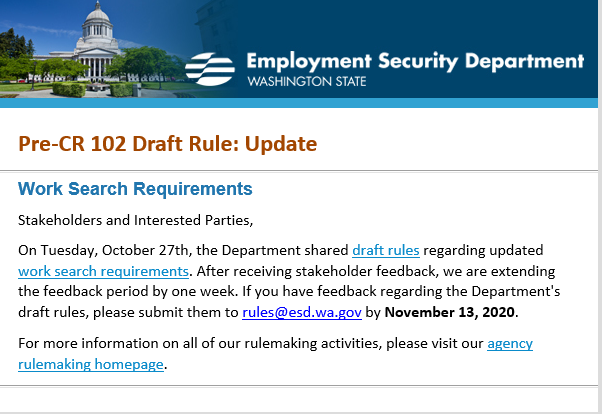 Employment Security Department
WASHINGTON STATE
Pre-CR 102 Draft Rule: Update
Work Search Requirements
Stakeholders and Interested Parties,
On Tuesday, October 27th, the Department shared draft rules regarding updated
work search requirements. After receiving stakeholder feedback, we are extending
the feedback period by one week. If you have feedback regarding the Department's
draft rules, please submit them to rules@esd.wa.gov by November 13, 2020.
For more information on all of our rulemaking activities, please visit our agency
rulemaking homepage.